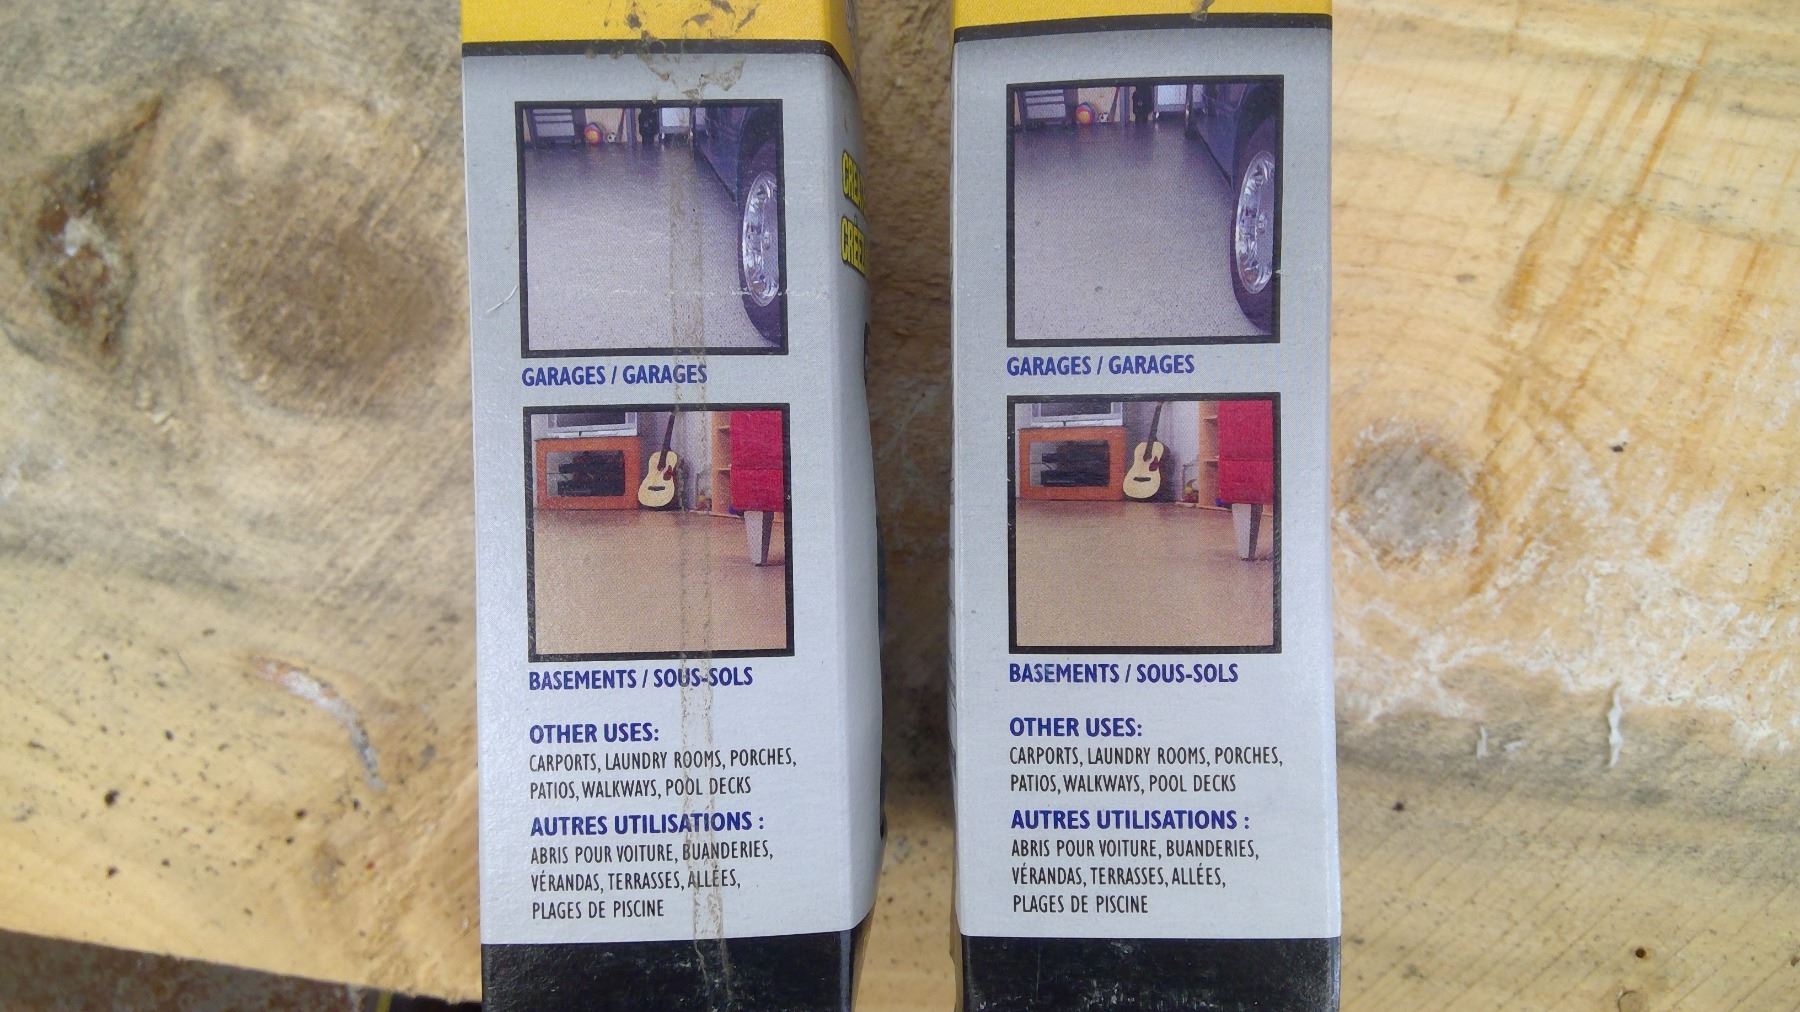 GARAGES / GARAGES
BASEMENTS / SOUS-SOLS
OTHER USES:
CARPORTS, LAUNDRY ROOMS, PORCHES,
PATIOS, WALKWAYS, POOL DECKS
AUTRES UTILISATIONS :
ABRIS POUR VOITURE, BUANDERIES,
VÉRANDAS, TERRASSES, ALLÉES,
PLAGES DE PISCINE
GARAGES / GARAGES
BASEMENTS / SOUS-SOLS
OTHER USES:
CARPORTS, LAUNDRY ROOMS, PORCHES,
PATIOS, WALKWAYS, POOL DECKS
AUTRES UTILISATIONS :
ABRIS POUR VOITURE, BUANDERIES,
VÉRANDAS, TERRASSES, ALLÉES,
PLAGES DE PISCINE